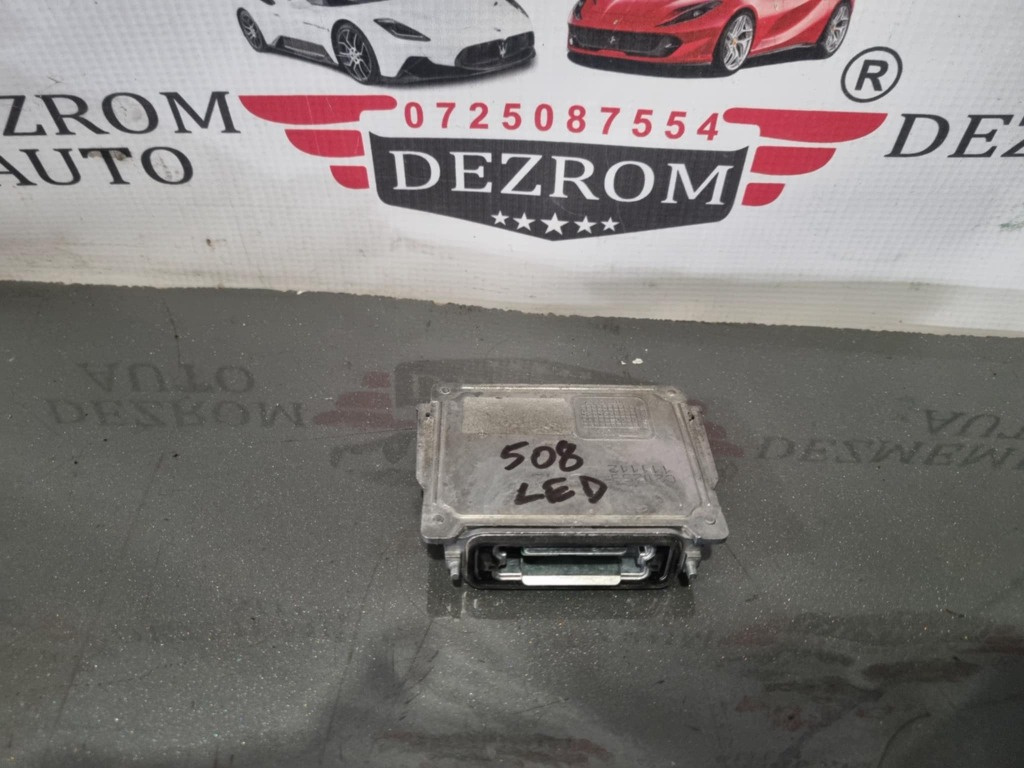 ®
0725087554
ZROM
AUTO
DEZROM
DEZ
508
LED